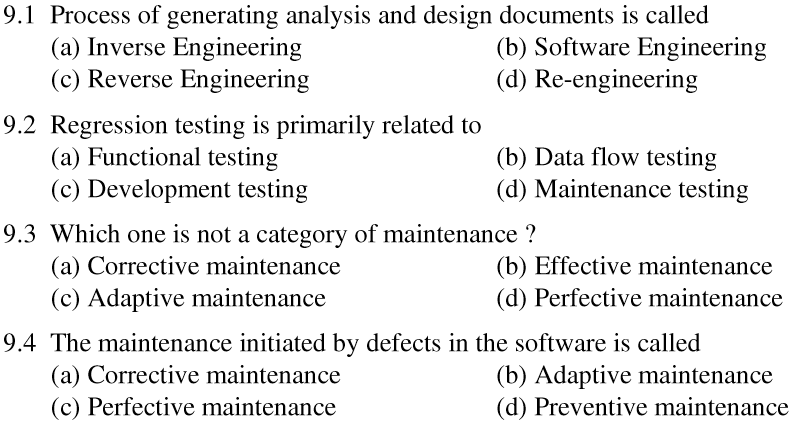 9.1 Process of generating analysis and design documents is called
(a) Inverse Engineering (b) Software Engineering
(c) Reverse Engineering (d) Re-engineering
9.2 Regression testing is primarily related to
(a) Functional testing (b) Data flow testing
(c) Development testing (d) Maintenance testing
9.3 Which one is not a category of maintenance ?
(a) Corrective maintenance (b) Effective maintenance
(c) Adaptive maintenance (d) Perfective maintenance
9.4 The maintenance initiated by defects in the software is called
(a) Corrective maintenance (b) Adaptive maintenance
(c) Perfective maintenance (d) Preventive maintenance